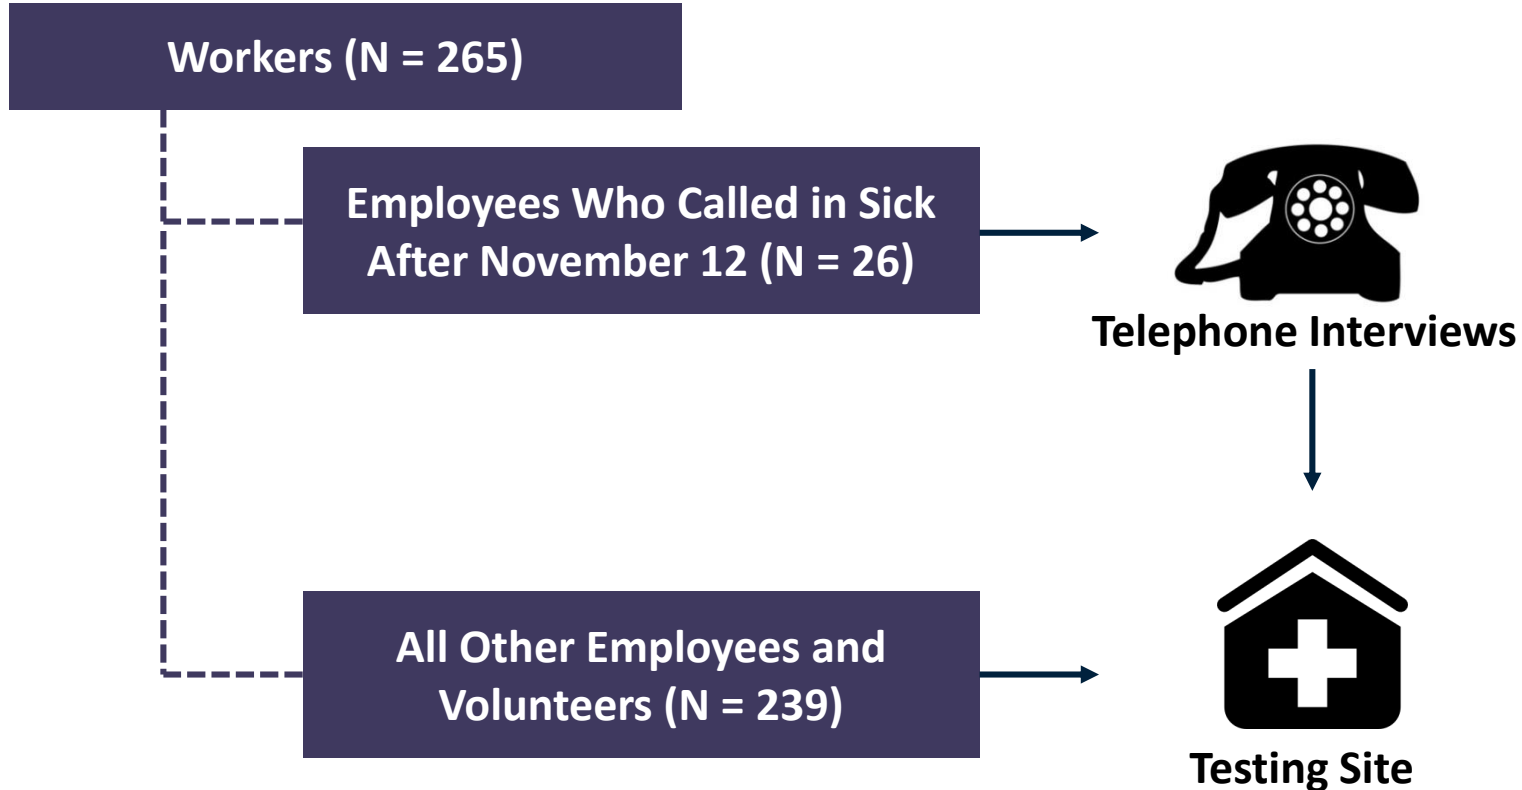 Workers (N = 265)
Employees Who Called in Sick
After November 12 (N = 26)
Telephone Interviews
All Other Employees and
Volunteers (N = 239)
Testing Site